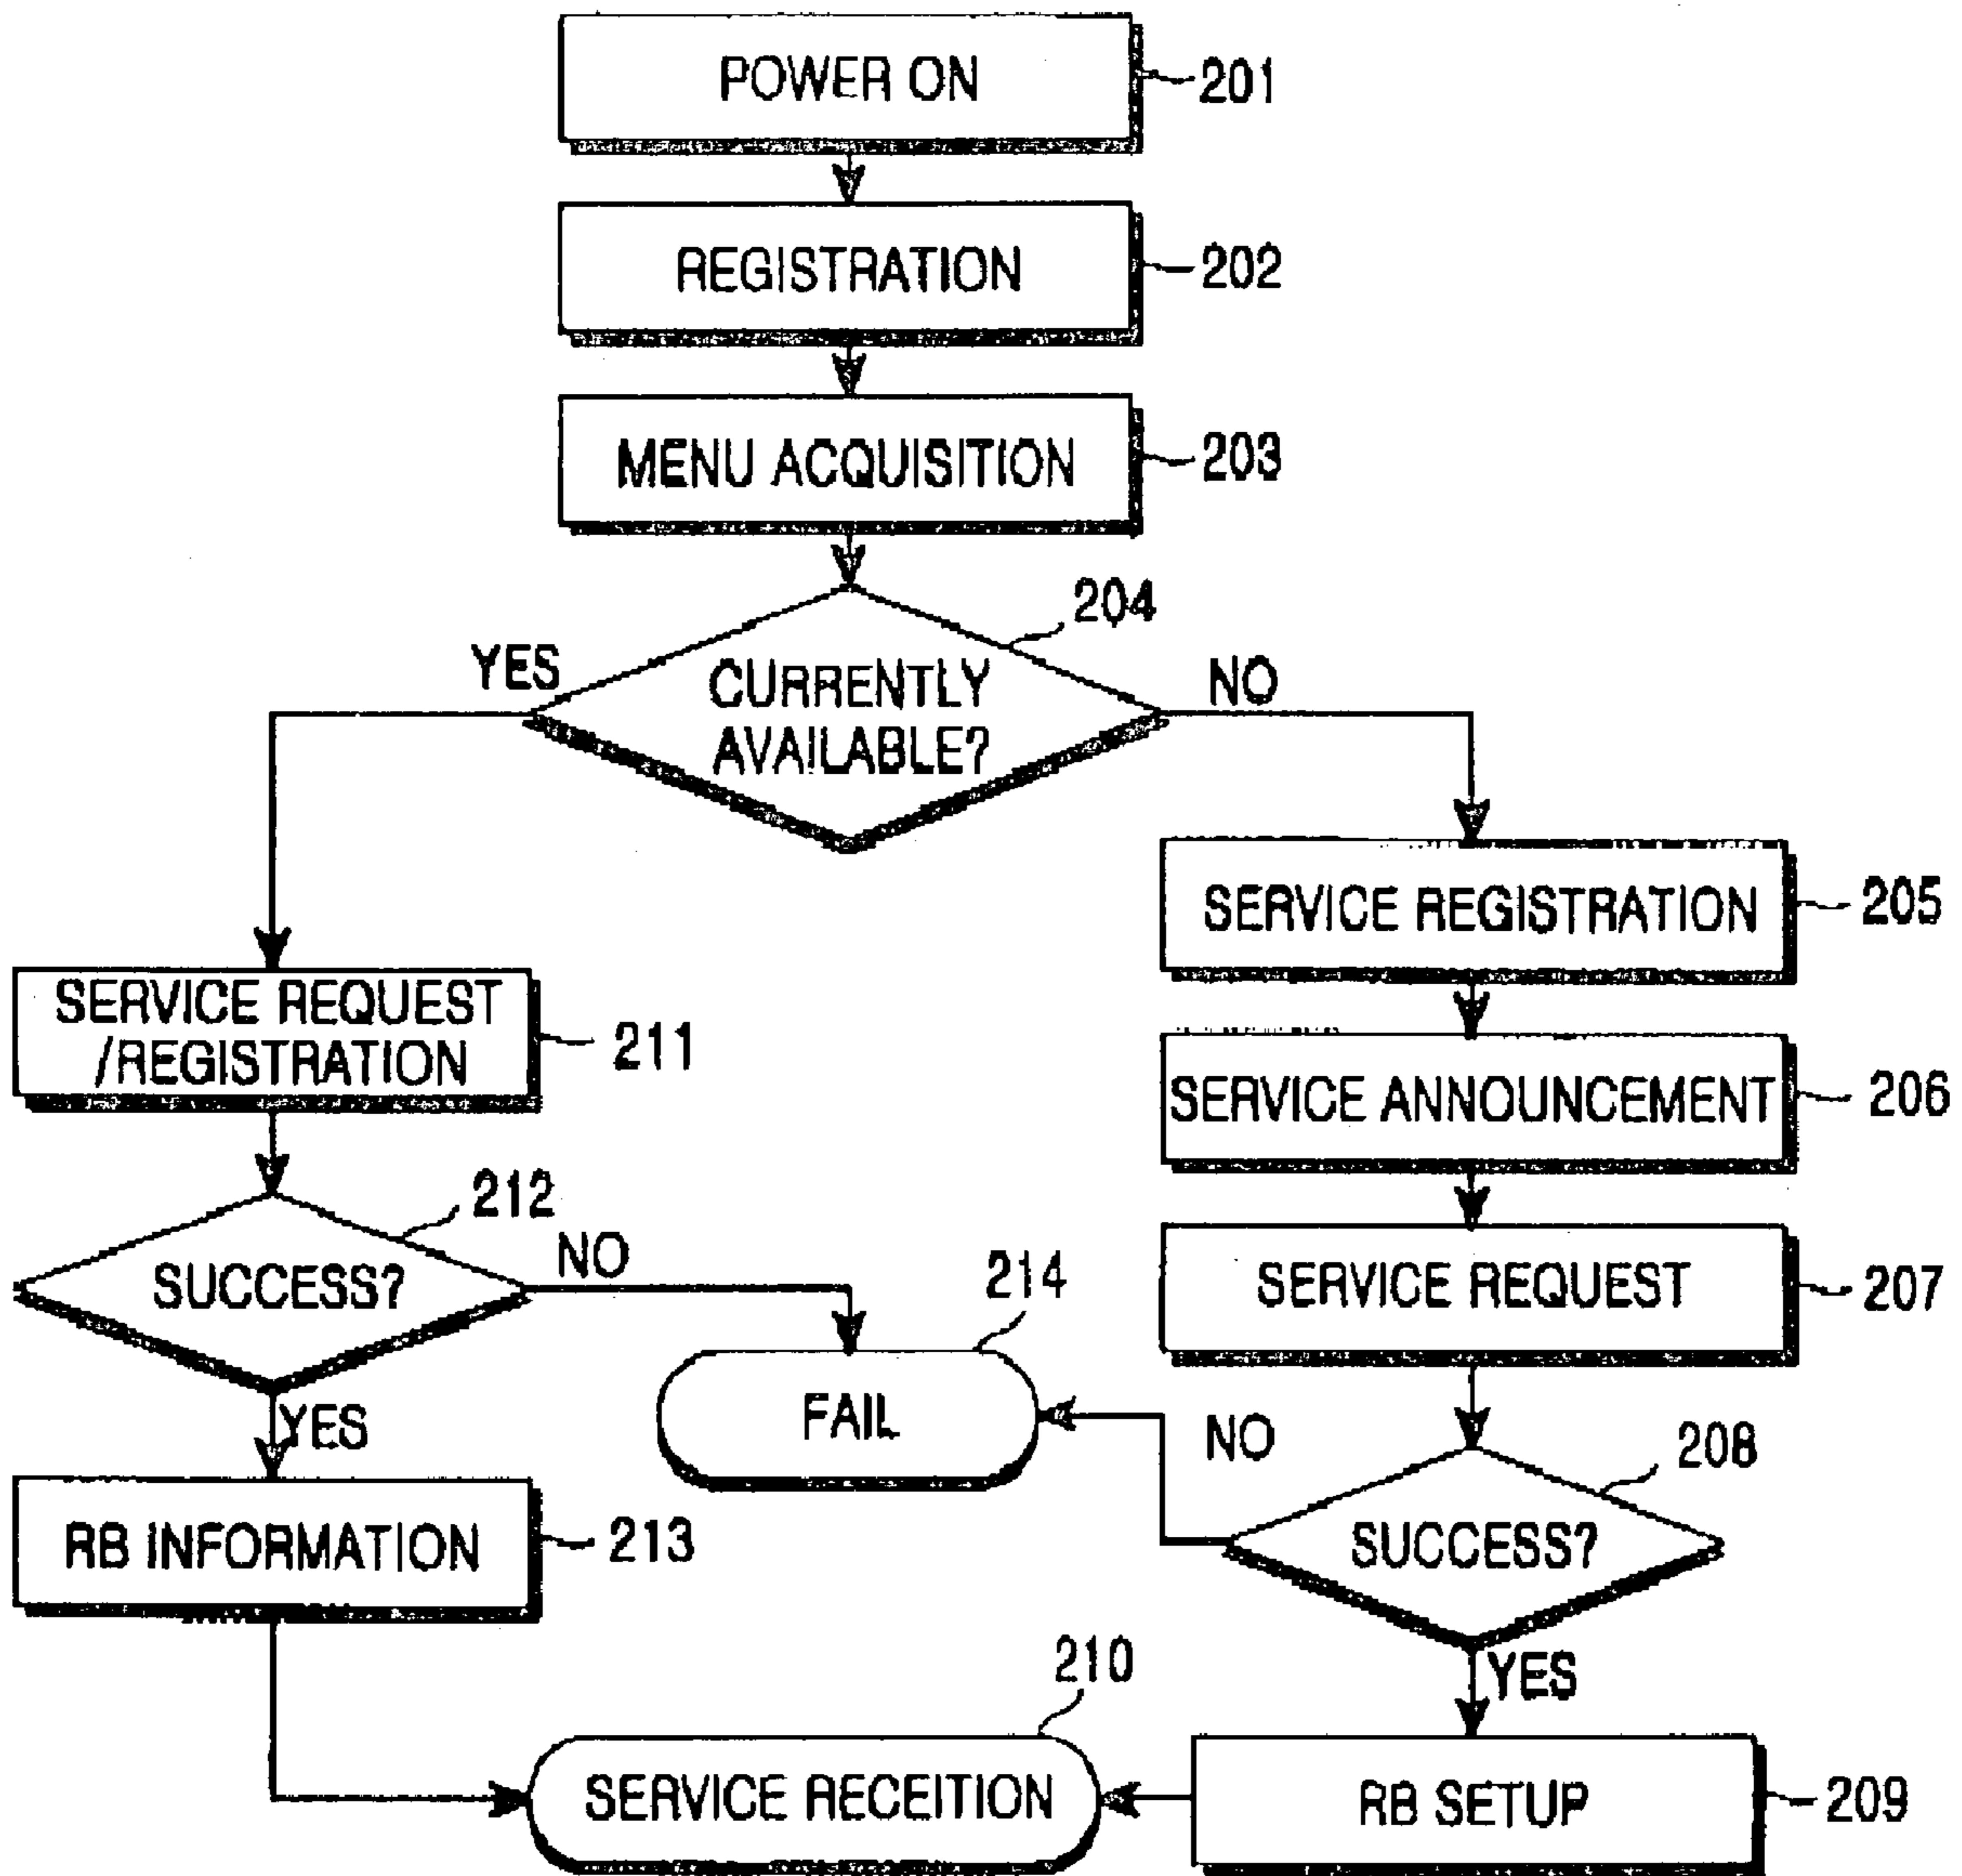 POWER ON
201
REGISTRATION
202
MENU ACQUISITION
203
204
YES
CURRENTLY
AVAILABLE?
NO
SERVICE REGISTRATION
205
SERVICE REQUEST
/REGISTRATION
211
SERVICE ANNOUNCEMENT
206
212
SUCCESS?
NO
SERVICE REQUEST
207
214
FAIL
YES
NO
208
SUCCESS?
RB INFORMATION
213
YES
210
SERVICE RECEITION
RB SETUP
209